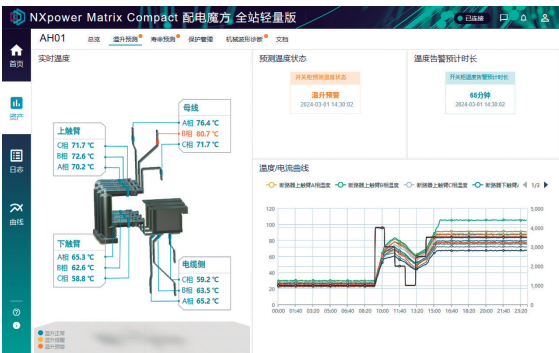 NXpower Matrix Compact 配电魔方 全站轻量版
已连接
首页
资产
日志
曲线
AH01
总览
温升预测
寿命预测
保护管理
机械波形诊断
文档
实时温度
母线
A相 76.4 ℃
B相 80.7 ℃
C相 71.7 ℃
上触臂
C相 71.7 ℃
B相 72.6 ℃
A相 70.2 ℃
下触臂
A相 65.3 ℃
B相 62.6 ℃
C相 58.8 ℃
电缆侧
C相 59.2 ℃
B相 63.5 ℃
A相 65.2 ℃
温升正常
温升预警
预测温度状态
开关柜预测温度状态
温升预警
2024-03-01 14:30:02
温度告警预计时长
开关柜温度告警预计时长
68分钟
2024-03-01 14:30:02
温度/电流曲线
断路器上触臂A相温度
断路器上触臂B相温度
断路器上触臂C相温度
断路器下触臂
1/2
120
100
80
60
40
20
0
5,000
4,000
3,000
2,000
1,000
0
00:00 01:40 03:20 05:00 06:40 08:20 10:00 11:40 13:20 15:00 16:40 18:20 20:00 21:40 23:20